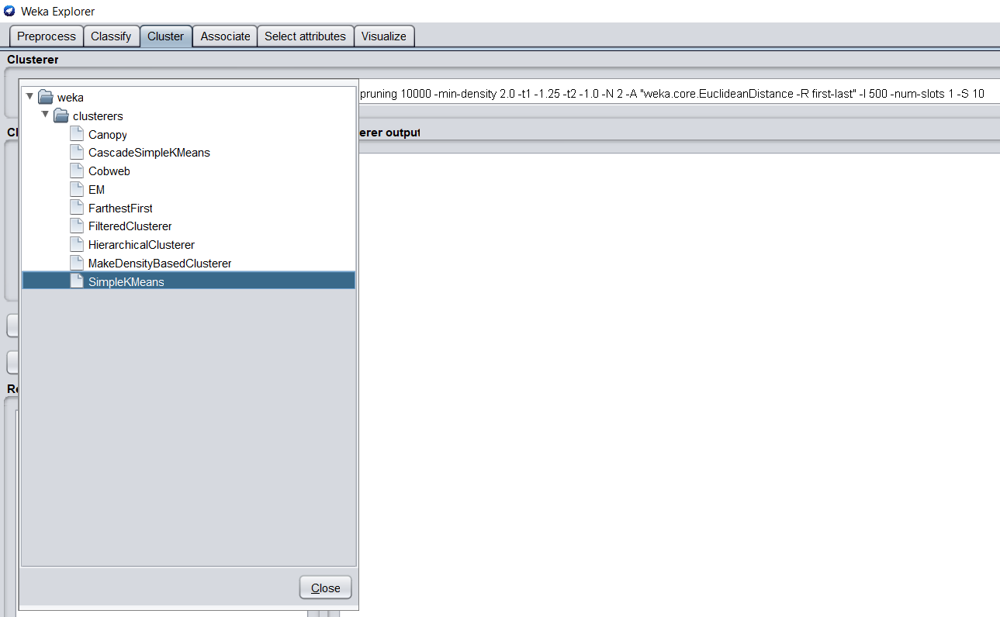 Weka Explorer
Preprocess Classify Cluster Associate Select attributes Visualize
Clusterer
pruning 10000 -min-density 2.0 -t1 -1.25 -t2 -1.0 -N 2 -A "weka.core.EuclideanDistance -R first-last" -I 500 -num-slots 1 -S 10
weka
clusterers
Canopy
CascadeSimpleKMeans
Cobweb
EM
FarthestFirst
FilteredClusterer
HierarchicalClusterer
MakeDensityBasedClusterer
SimpleKMeans
Close
Cl
erer output
Re